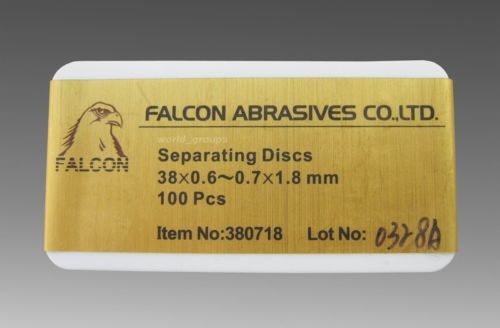 FALCON
FALCON ABRASIVES CO.,LTD.
world_groups
Separating Discs
38×0.6～0.7×1.8 mm
100 Pcs
Item No:380718 Lot No: 0328A